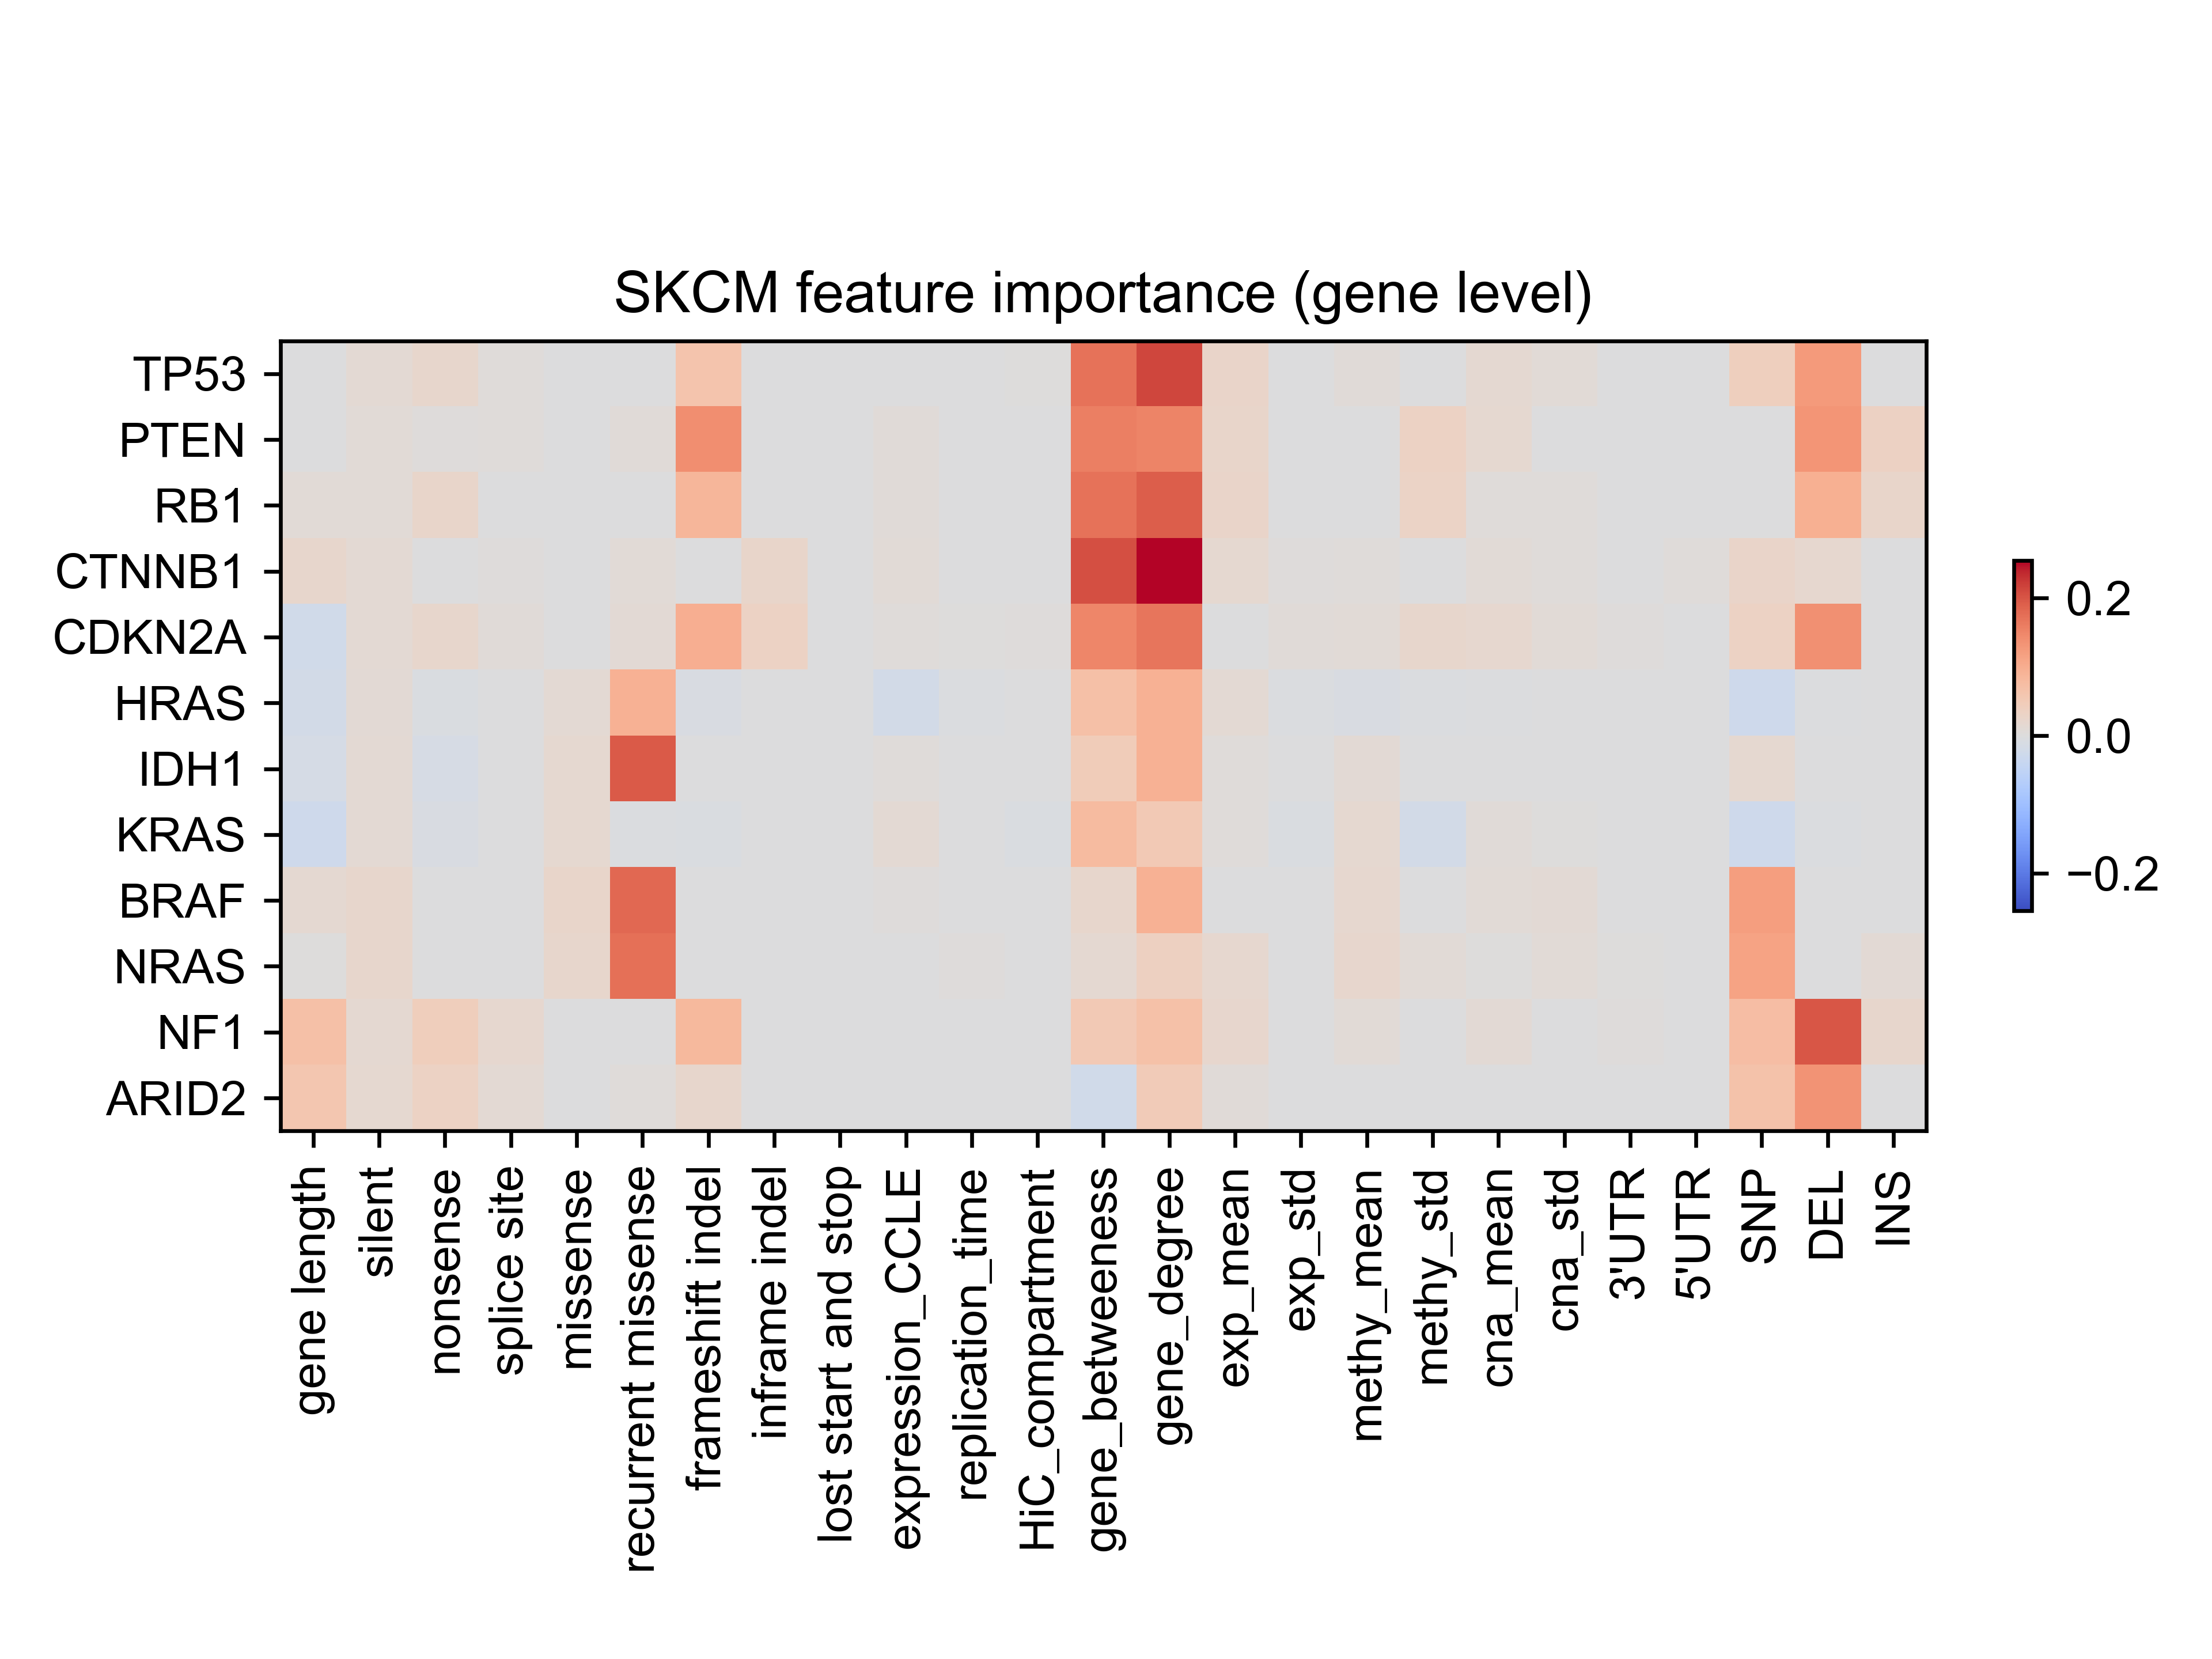 SKCM feature importance (gene level)
TP53
PTEN
RB1
CTNNB1
CDKN2A
HRAS
IDH1
KRAS
BRAF
NRAS
NF1
ARID2
gene length
silent
nonsense
splice site
missense
recurrent missense
frameshift indel
inframe indel
lost start and stop
expression_CCLE
replication_time
HiC_compartment
gene_betweeness
gene_degree
exp_mean
exp_std
methy_mean
methy_std
cna_mean
cna_std
3'UTR
5'UTR
SNP
DEL
INS
0.2
0.0
−0.2